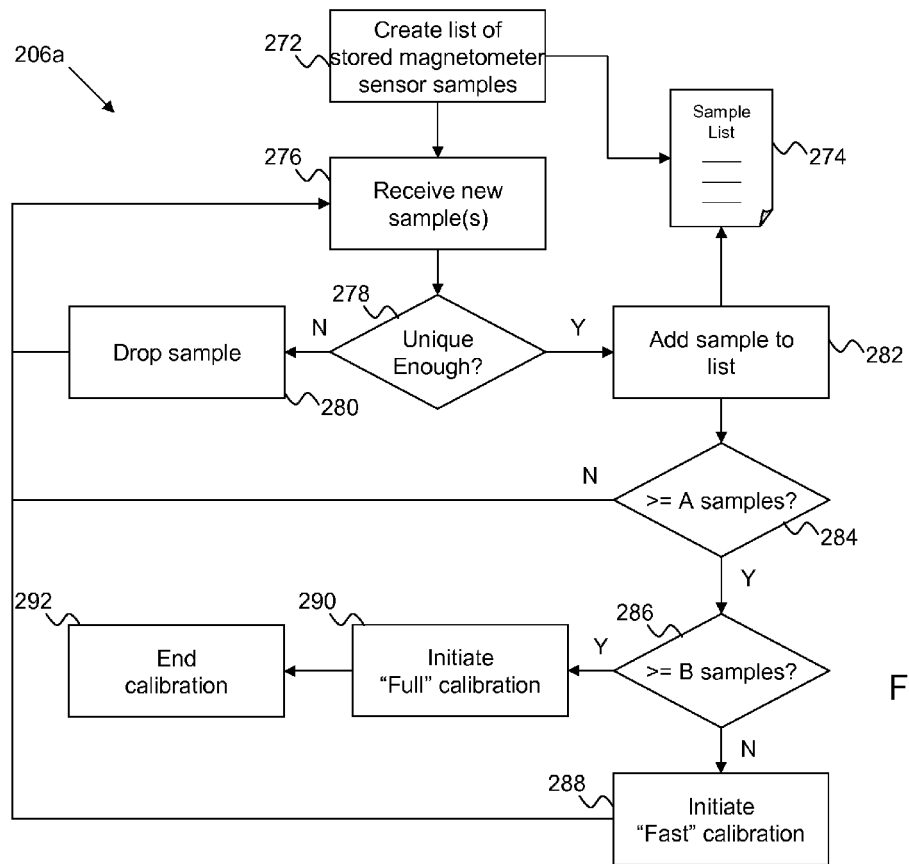 206a
272
Create list of
stored magnetometer
sensor samples
Sample
List
274
276
Receive new
sample(s)
278
N
Unique
Enough?
Y
Drop sample
280
Add sample to
list
282
N
>= A samples?
284
Y
292
End
calibration
290
Initiate
“Full” calibration
286
Y
>= B samples?
N
F
288
Initiate
“Fast” calibration